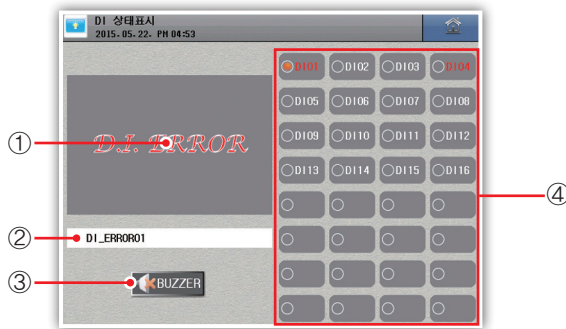 DI 상태표시
2015. 05. 22. PM 04:53
DI01 DI02 DI03 DI04
DI05 DI06 DI07 DI08
① D.I. ERROR
DI09 DI10 DI11 DI12
DI13 DI14 DI15 DI16
④
② DI_ERROR01
③ BUZZER